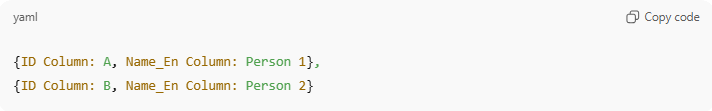 yaml
Copy code
{ID Column: A, Name_En Column: Person 1},
{ID Column: B, Name_En Column: Person 2}